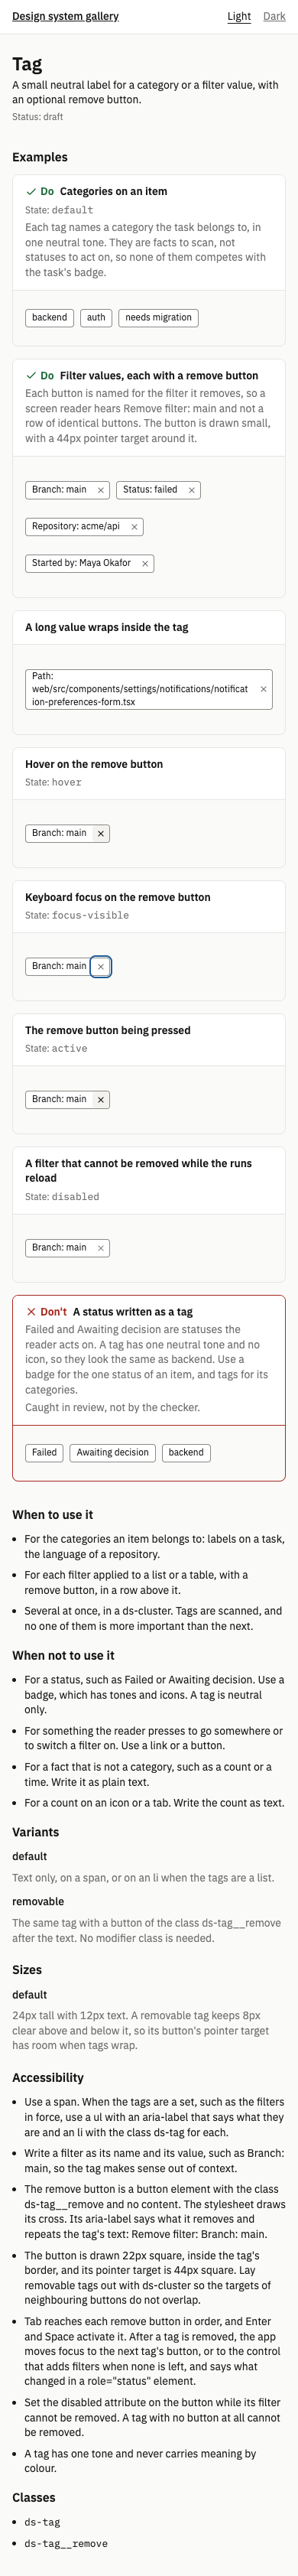 Design system gallery
Light
Dark
Tag
A small neutral label for a category or a filter value, with
an optional remove button.
Status: draft
Examples
Do Categories on an item
State: default
Each tag names a category the task belongs to, in
one neutral tone. They are facts to scan, not
statuses to act on, so none of them competes with
the task's badge.
backend
auth
needs migration
Do Filter values, each with a remove button
Each button is named for the filter it removes, so a
screen reader hears Remove filter: main and not a
row of identical buttons. The button is drawn small,
with a 44px pointer target around it.
Branch: main
Status: failed
Repository: acme/api
Started by: Maya Okafor
A long value wraps inside the tag
Path:
web/src/components/settings/notifications/notificat
ion-preferences-form.tsx
Hover on the remove button
State: hover
Branch: main
Keyboard focus on the remove button
State: focus-visible
Branch: main
The remove button being pressed
State: active
Branch: main
A filter that cannot be removed while the runs
reload
State: disabled
Branch: main
Don't A status written as a tag
Failed and Awaiting decision are statuses the
reader acts on. A tag has one neutral tone and no
icon, so they look the same as backend. Use a
badge for the one status of an item, and tags for its
categories.
Caught in review, not by the checker.
Failed
Awaiting decision
backend
When to use it
For the categories an item belongs to: labels on a task,
the language of a repository.
For each filter applied to a list or a table, with a
remove button, in a row above it.
Several at once, in a ds-cluster. Tags are scanned, and
no one of them is more important than the next.
When not to use it
For a status, such as Failed or Awaiting decision. Use a
badge, which has tones and icons. A tag is neutral
only.
For something the reader presses to go somewhere or
to switch a filter on. Use a link or a button.
For a fact that is not a category, such as a count or a
time. Write it as plain text.
For a count on an icon or a tab. Write the count as text.
Variants
default
Text only, on a span, or on an li when the tags are a list.
removable
The same tag with a button of the class ds-tag__remove
after the text. No modifier class is needed.
Sizes
default
24px tall with 12px text. A removable tag keeps 8px
clear above and below it, so its button's pointer target
has room when tags wrap.
Accessibility
Use a span. When the tags are a set, such as the filters
in force, use a ul with an aria-label that says what they
are and an li with the class ds-tag for each.
Write a filter as its name and its value, such as Branch:
main, so the tag makes sense out of context.
The remove button is a button element with the class
ds-tag__remove and no content. The stylesheet draws
its cross. Its aria-label says what it removes and
repeats the tag's text: Remove filter: Branch: main.
The button is drawn 22px square, inside the tag's
border, and its pointer target is 44px square. Lay
removable tags out with ds-cluster so the targets of
neighbouring buttons do not overlap.
Tab reaches each remove button in order, and Enter
and Space activate it. After a tag is removed, the app
moves focus to the next tag's button, or to the control
that adds filters when none is left, and says what
changed in a role="status" element.
Set the disabled attribute on the button while its filter
cannot be removed. A tag with no button at all cannot
be removed.
A tag has one tone and never carries meaning by
colour.
Classes
ds-tag
ds-tag__remove